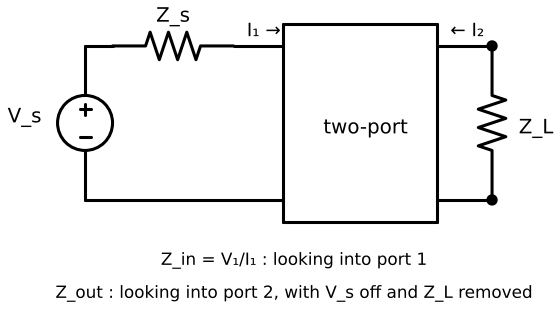 Z_s
I₁ →
← I₂
V_s
+
−
two-port
Z_L
Z_in = V₁/I₁ : looking into port 1
Z_out : looking into port 2, with V_s off and Z_L removed